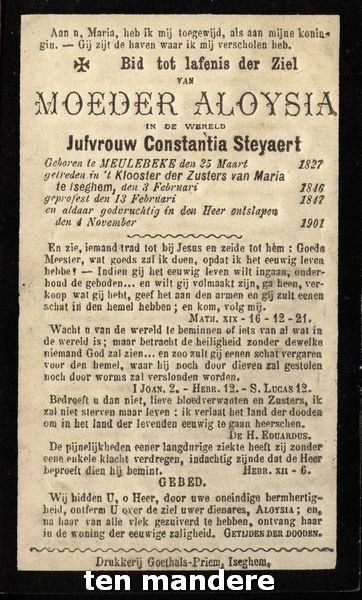 Aan u, Maria, heb ik mij toegewijd, als aan mijne konin-
gin. — Gij zijt de haven waar ik mij verscholen heb.
✠ Bid tot lafenis der Ziel
VAN
MOEDER ALOYSIA
IN DE WERELD
Jufvrouw Constantia Steyaert
Geboren te MEULEBEKE den 25 Maart 1827
getreden in 't Klooster der Zusters van Maria
te Iseghem, den 3 Februari 1846
geprofest den 13 Februari 1847
en aldaar godvruchtig in den Heer ontslapen
den 4 November 1901
En zie, iemand trad tot bij Jesus en zeide tot hem : Goede
Meester, wat goeds zal ik doen, opdat ik het eeuwig leven
hebbe? — Indien gij het eeuwig leven wilt ingaan, onder-
houd de geboden... en wilt gij volmaakt zijn, ga heen, ver-
koop wat gij hebt, geef het aan den armen en gij zult eenen
schat in den hemel hebben ; en kom, volg mij.
MATH. XIX - 16 - 12 - 21.
Wacht u van de wereld te beminnen of iets van al wat in
de wereld is ; maar betracht de heiligheid zonder dewelke
niemand God zal zien... en zoo zult gij eenen schat vergaren
voor den hemel, waar hij noch door dieven zal gestolen
noch door worms zal verslonden worden.
I JOAN. 2. - HEBR. 12. - S. LUCAS 12.
Bedroeft u dan niet, lieve bloedverwanten en Zusters, ik
zal niet sterven maar leven : ik verlaat het land der dooden
om in het land der levenden eeuwig te gaan heerschen.
DE H. EDUARDUS.
De pijnelijkheden eener langdurige ziekte heeft zij zonder
eene enkele klacht verdregen, indachtig zijnde dat de Heer
beproeft dien hij bemint. HEBR. XII - 6.
GEBED.
Wij bidden U, o Heer, door uwe oneindige bermhertig-
heid, ontferm U over de ziel uwer dienares, ALOYSIA ; en,
na haar van alle vlek gezuiverd te hebben, ontvang haar
in de woning der eeuwige zaligheid. GETIJDEN DER DOODEN.
Drukkerij Goethals-Priem, Iseghem.
ten mandere